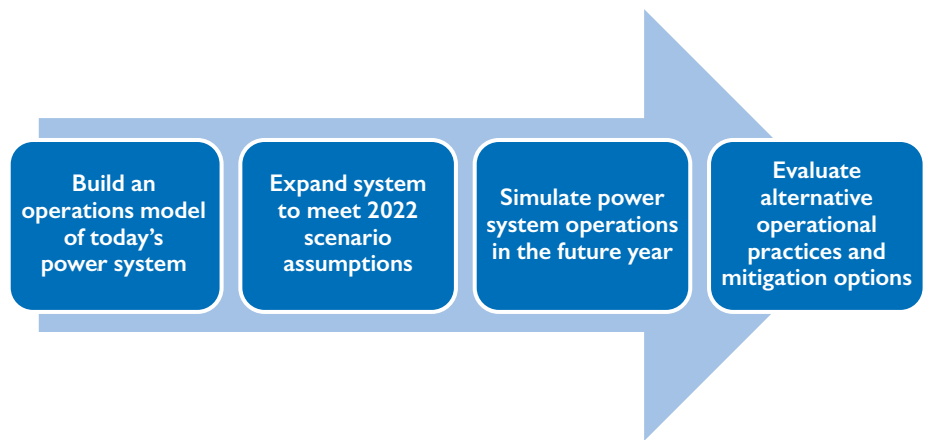 Build an
operations model
of today's
power system
Expand system
to meet 2022
scenario
assumptions
Simulate power
system operations
in the future year
Evaluate
alternative
operational
practices and
mitigation options